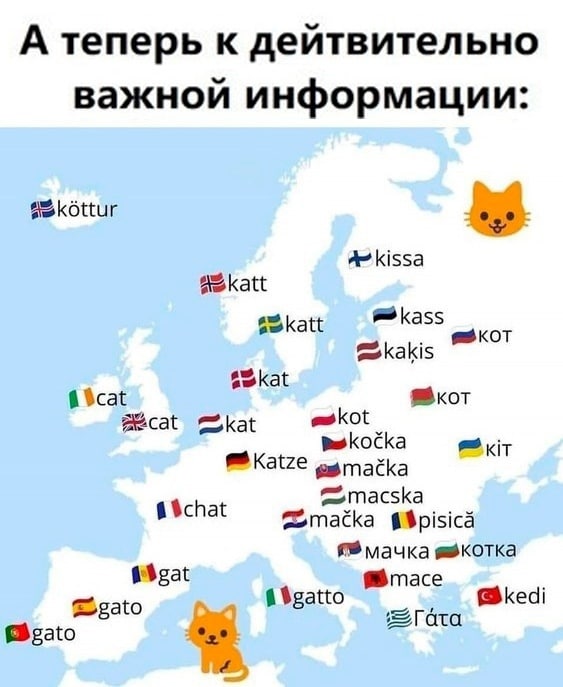 А теперь к дейтвительно
важной информации:
köttur
kissa
katt
katt
kass
кот
kaķis
kat
cat
кот
cat
kat
kot
kočka
кіт
Katze
mačka
macska
chat
mačka
pisică
мачка
котка
gat
mace
gatto
kedi
gato
Γάτα
gato